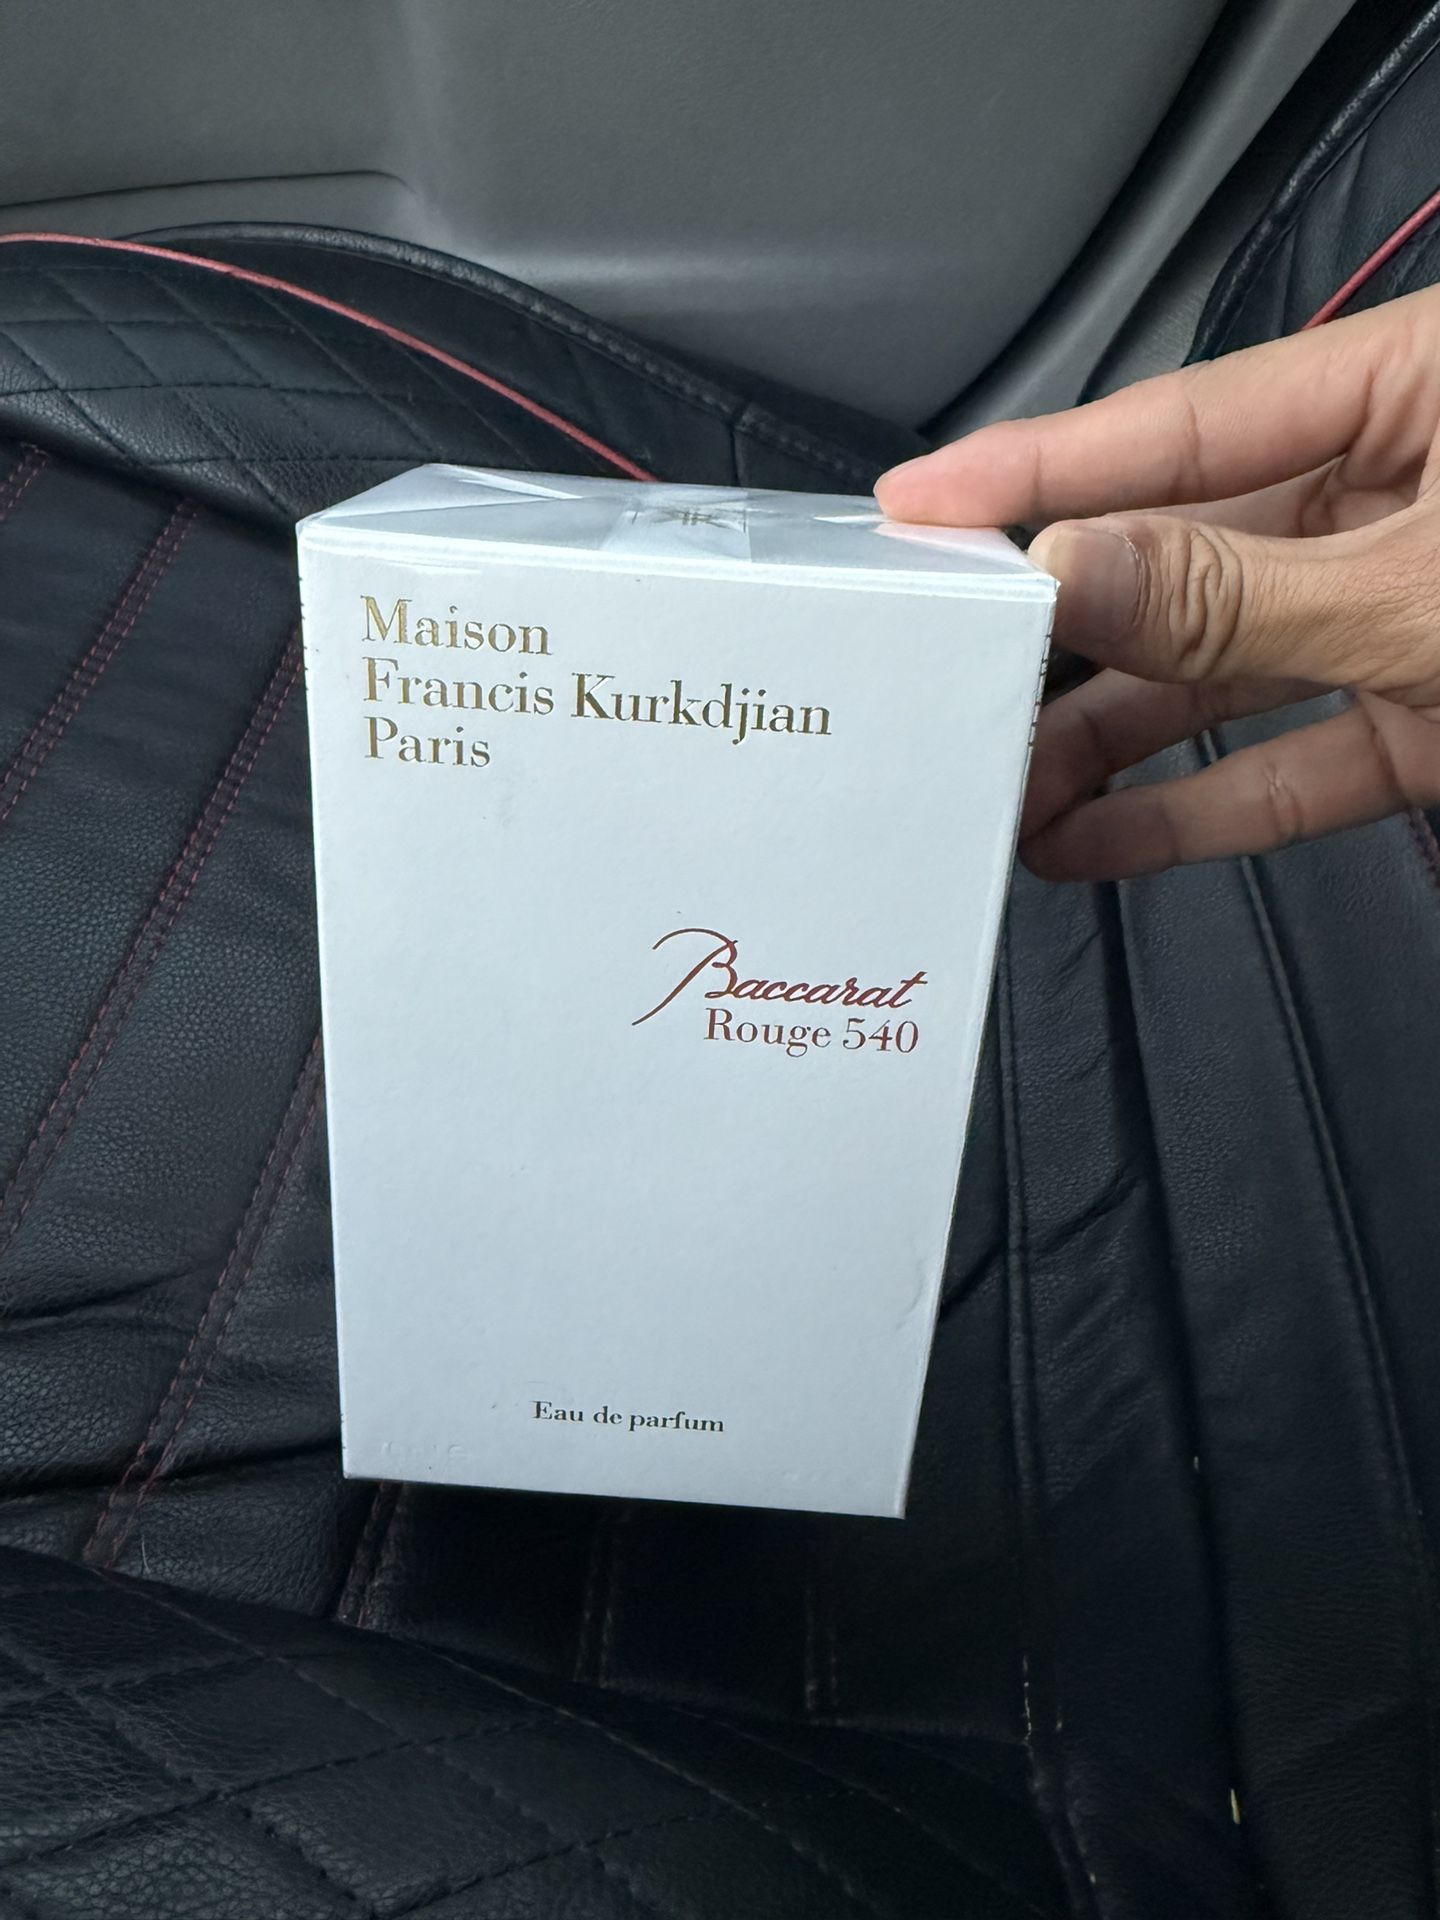 Maison
Francis Kurkdjian
Paris
Baccarat
Rouge 540
Eau de parfum